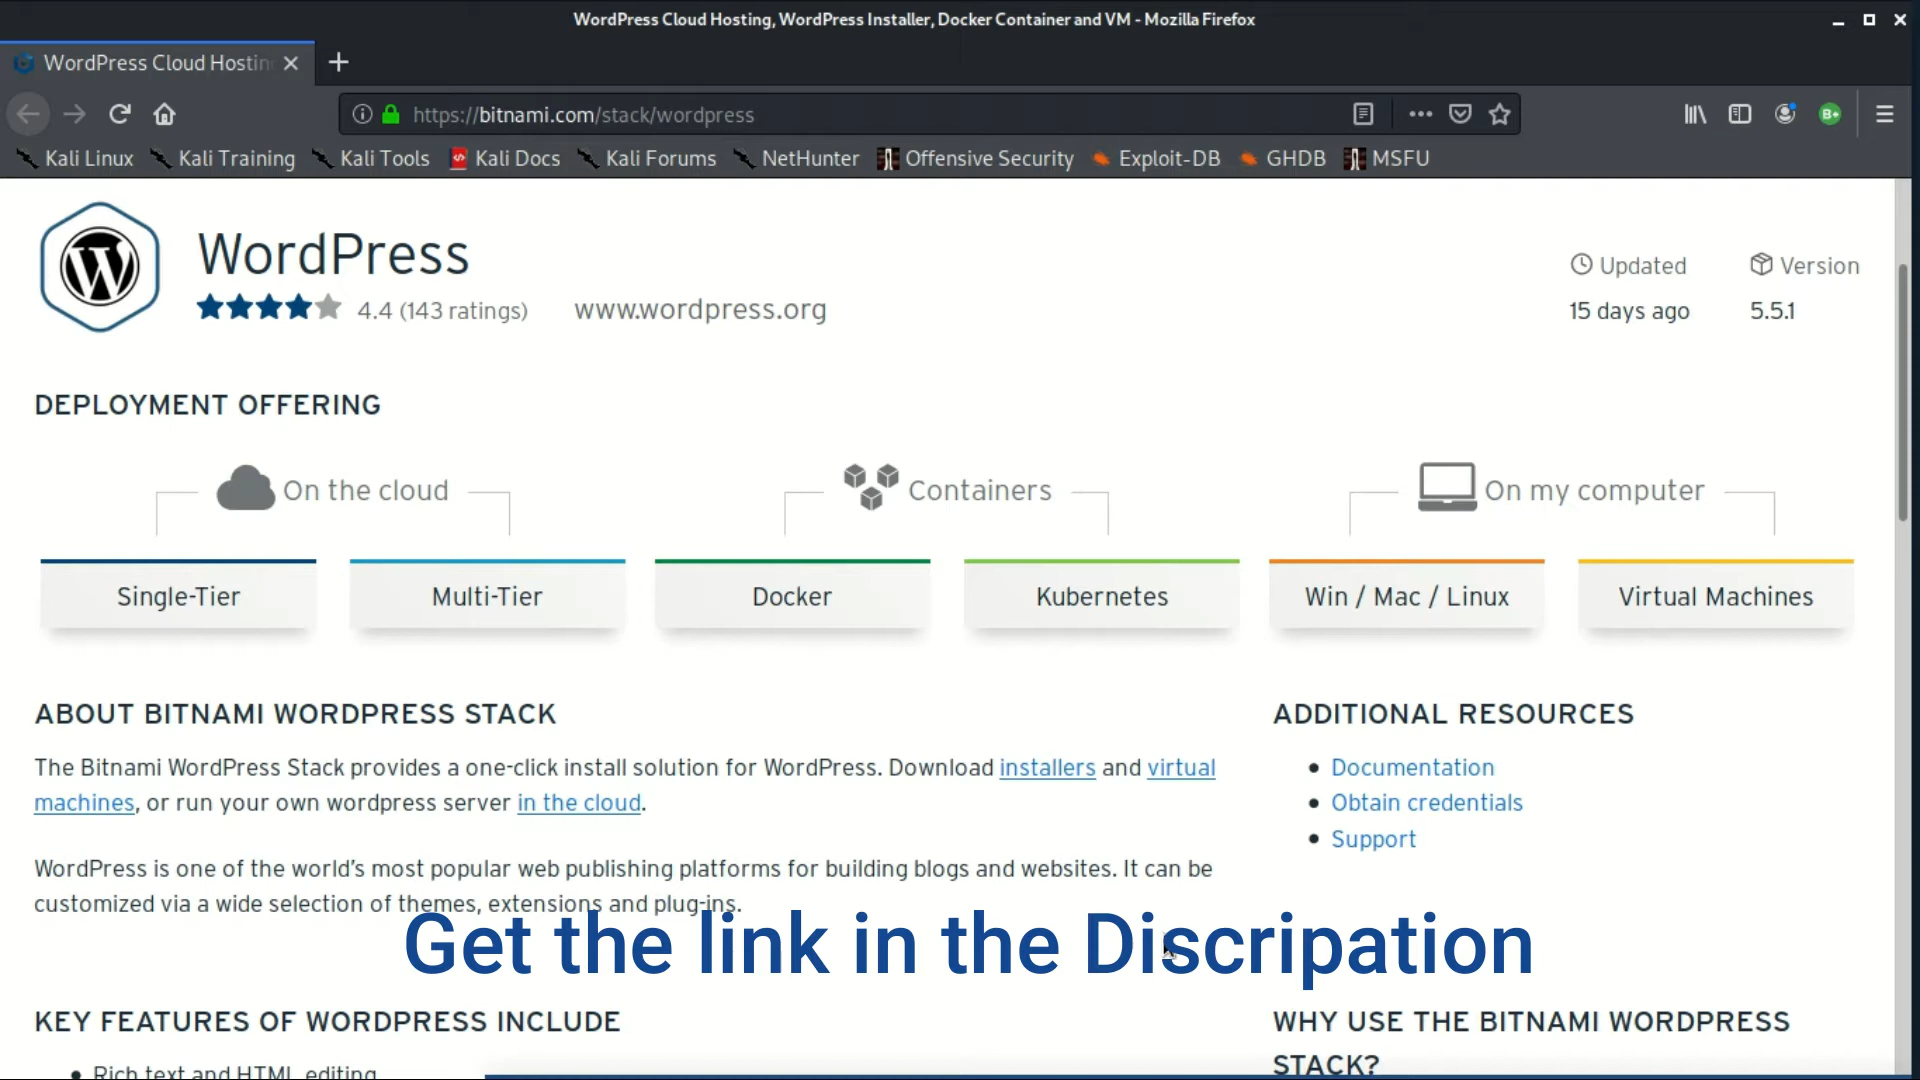 WordPress Cloud Hosting, WordPress Installer, Docker Container and VM - Mozilla Firefox
WordPress Cloud Hostin
https://bitnami.com/stack/wordpress
Kali Linux Kali Training Kali Tools Kali Docs Kali Forums NetHunter Offensive Security Exploit-DB GHDB MSFU
WordPress
4.4 (143 ratings) www.wordpress.org
Updated Version
15 days ago 5.5.1
DEPLOYMENT OFFERING
On the cloud Containers On my computer
Single-Tier Multi-Tier Docker Kubernetes Win / Mac / Linux Virtual Machines
ABOUT BITNAMI WORDPRESS STACK
The Bitnami WordPress Stack provides a one-click install solution for WordPress. Download installers and virtual
machines, or run your own wordpress server in the cloud.
WordPress is one of the world's most popular web publishing platforms for building blogs and websites. It can be
customized via a wide selection of themes, extensions and plug-ins.
ADDITIONAL RESOURCES
Documentation
Obtain credentials
Support
Get the link in the Discripation
KEY FEATURES OF WORDPRESS INCLUDE
Rich text and HTML editing
WHY USE THE BITNAMI WORDPRESS
STACK?